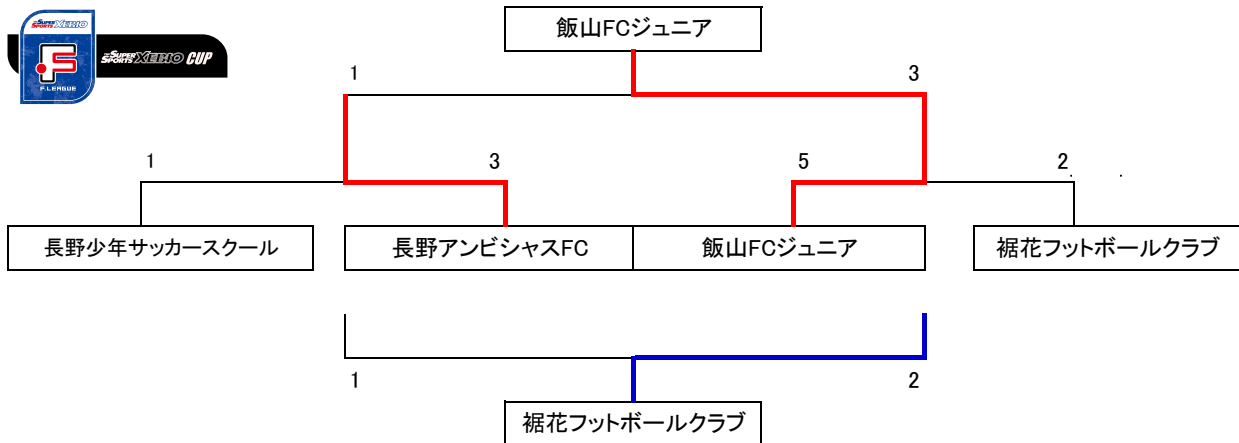 飯山FCジュニア
SUPER SPORTS XEBIO
SUPER SPORTS XEBIO CUP
F.LEAGUE
1 3
1 3 5 2
長野少年サッカースクール 長野アンビシャスFC 飯山FCジュニア 裾花フットボールクラブ
1 2
裾花フットボールクラブ